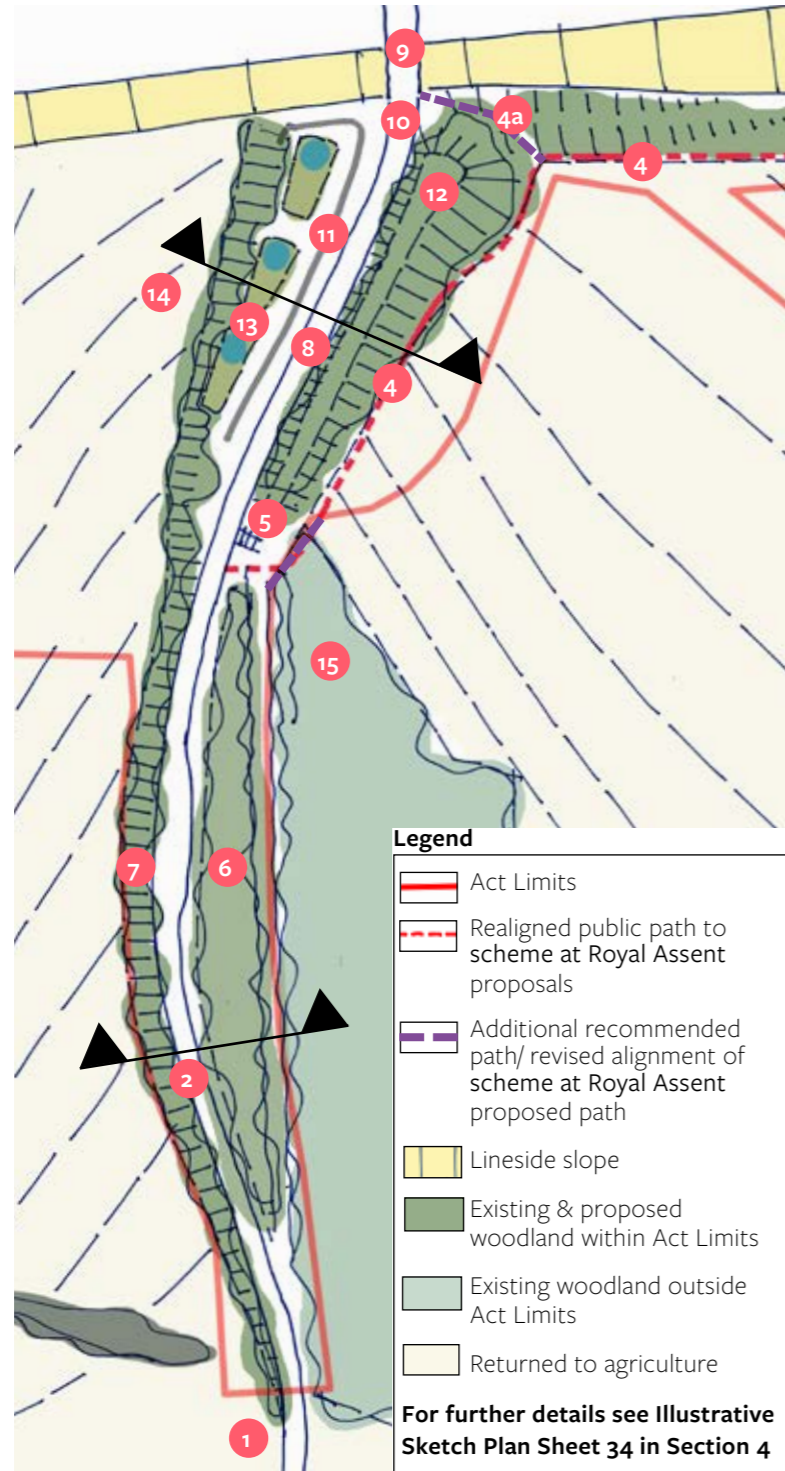 9
10
4a
4
12
11
14
13
8
4
5
15
7
6
2
1
Legend
Act Limits
Realigned public path to
scheme at Royal Assent
proposals
Additional recommended
path/ revised alignment of
scheme at Royal Assent
proposed path
Lineside slope
Existing & proposed
woodland within Act Limits
Existing woodland outside
Act Limits
Returned to agriculture
For further details see Illustrative
Sketch Plan Sheet 34 in Section 4